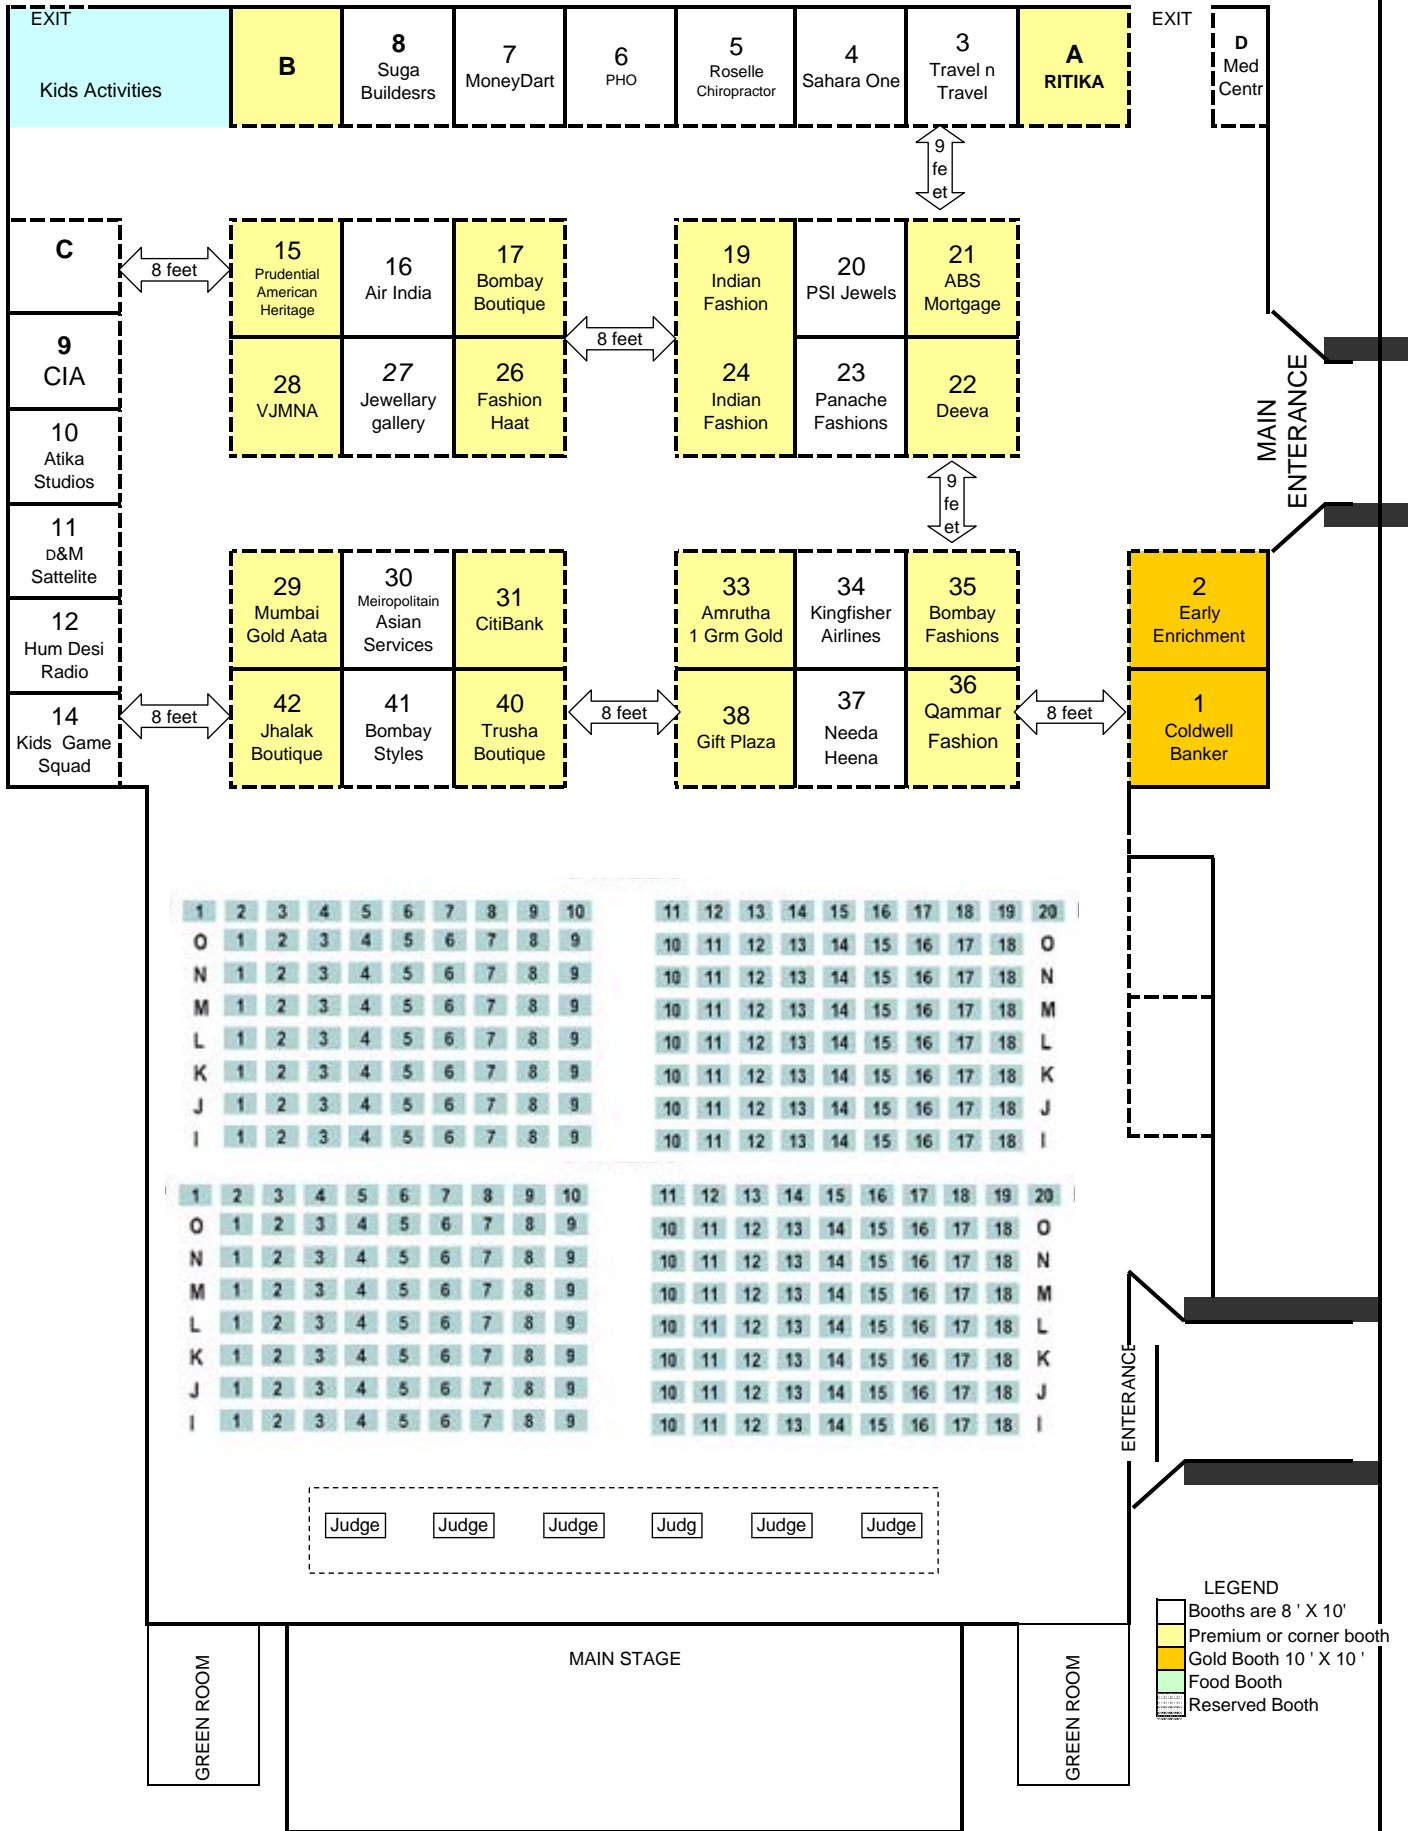 EXIT
Kids Activities
B
8
Suga
Buildesrs
7
MoneyDart
6
PHO
5
Roselle
Chiropractor
4
Sahara One
3
Travel n
Travel
A
RITIKA
EXIT
D
Med
Centr
9
fe
et
C
8 feet
15
Prudential
American
Heritage
16
Air India
17
Bombay
Boutique
8 feet
19
Indian
Fashion
20
PSI Jewels
21
ABS
Mortgage
9
CIA
28
VJMNA
27
Jewellary
gallery
26
Fashion
Haat
24
Indian
Fashion
23
Panache
Fashions
22
Deeva
MAIN
ENTERANCE
10
Atika
Studios
9
fe
et
11
D&M
Sattelite
29
Mumbai
Gold Aata
30
Meiropolitain
Asian
Services
31
CitiBank
33
Amrutha
1 Grm Gold
34
Kingfisher
Airlines
35
Bombay
Fashions
2
Early
Enrichment
12
Hum Desi
Radio
14
Kids Game
Squad
8 feet
42
Jhalak
Boutique
41
Bombay
Styles
40
Trusha
Boutique
8 feet
38
Gift Plaza
37
Needa
Heena
36
Qammar
Fashion
8 feet
1
Coldwell
Banker
1 2 3 4 5 6 7 8 9 10 11 12 13 14 15 16 17 18 19 20
O 1 2 3 4 5 6 7 8 9 10 11 12 13 14 15 16 17 18 O
N 1 2 3 4 5 6 7 8 9 10 11 12 13 14 15 16 17 18 N
M 1 2 3 4 5 6 7 8 9 10 11 12 13 14 15 16 17 18 M
L 1 2 3 4 5 6 7 8 9 10 11 12 13 14 15 16 17 18 L
K 1 2 3 4 5 6 7 8 9 10 11 12 13 14 15 16 17 18 K
J 1 2 3 4 5 6 7 8 9 10 11 12 13 14 15 16 17 18 J
I 1 2 3 4 5 6 7 8 9 10 11 12 13 14 15 16 17 18 I
1 2 3 4 5 6 7 8 9 10 11 12 13 14 15 16 17 18 19 20
O 1 2 3 4 5 6 7 8 9 10 11 12 13 14 15 16 17 18 O
N 1 2 3 4 5 6 7 8 9 10 11 12 13 14 15 16 17 18 N
M 1 2 3 4 5 6 7 8 9 10 11 12 13 14 15 16 17 18 M
L 1 2 3 4 5 6 7 8 9 10 11 12 13 14 15 16 17 18 L
K 1 2 3 4 5 6 7 8 9 10 11 12 13 14 15 16 17 18 K
J 1 2 3 4 5 6 7 8 9 10 11 12 13 14 15 16 17 18 J
I 1 2 3 4 5 6 7 8 9 10 11 12 13 14 15 16 17 18 I
ENTERANCE
Judge Judge Judge Judg Judge Judge
LEGEND
Booths are 8 ' X 10'
Premium or corner booth
Gold Booth 10 ' X 10 '
Food Booth
Reserved Booth
GREEN ROOM
MAIN STAGE
GREEN ROOM